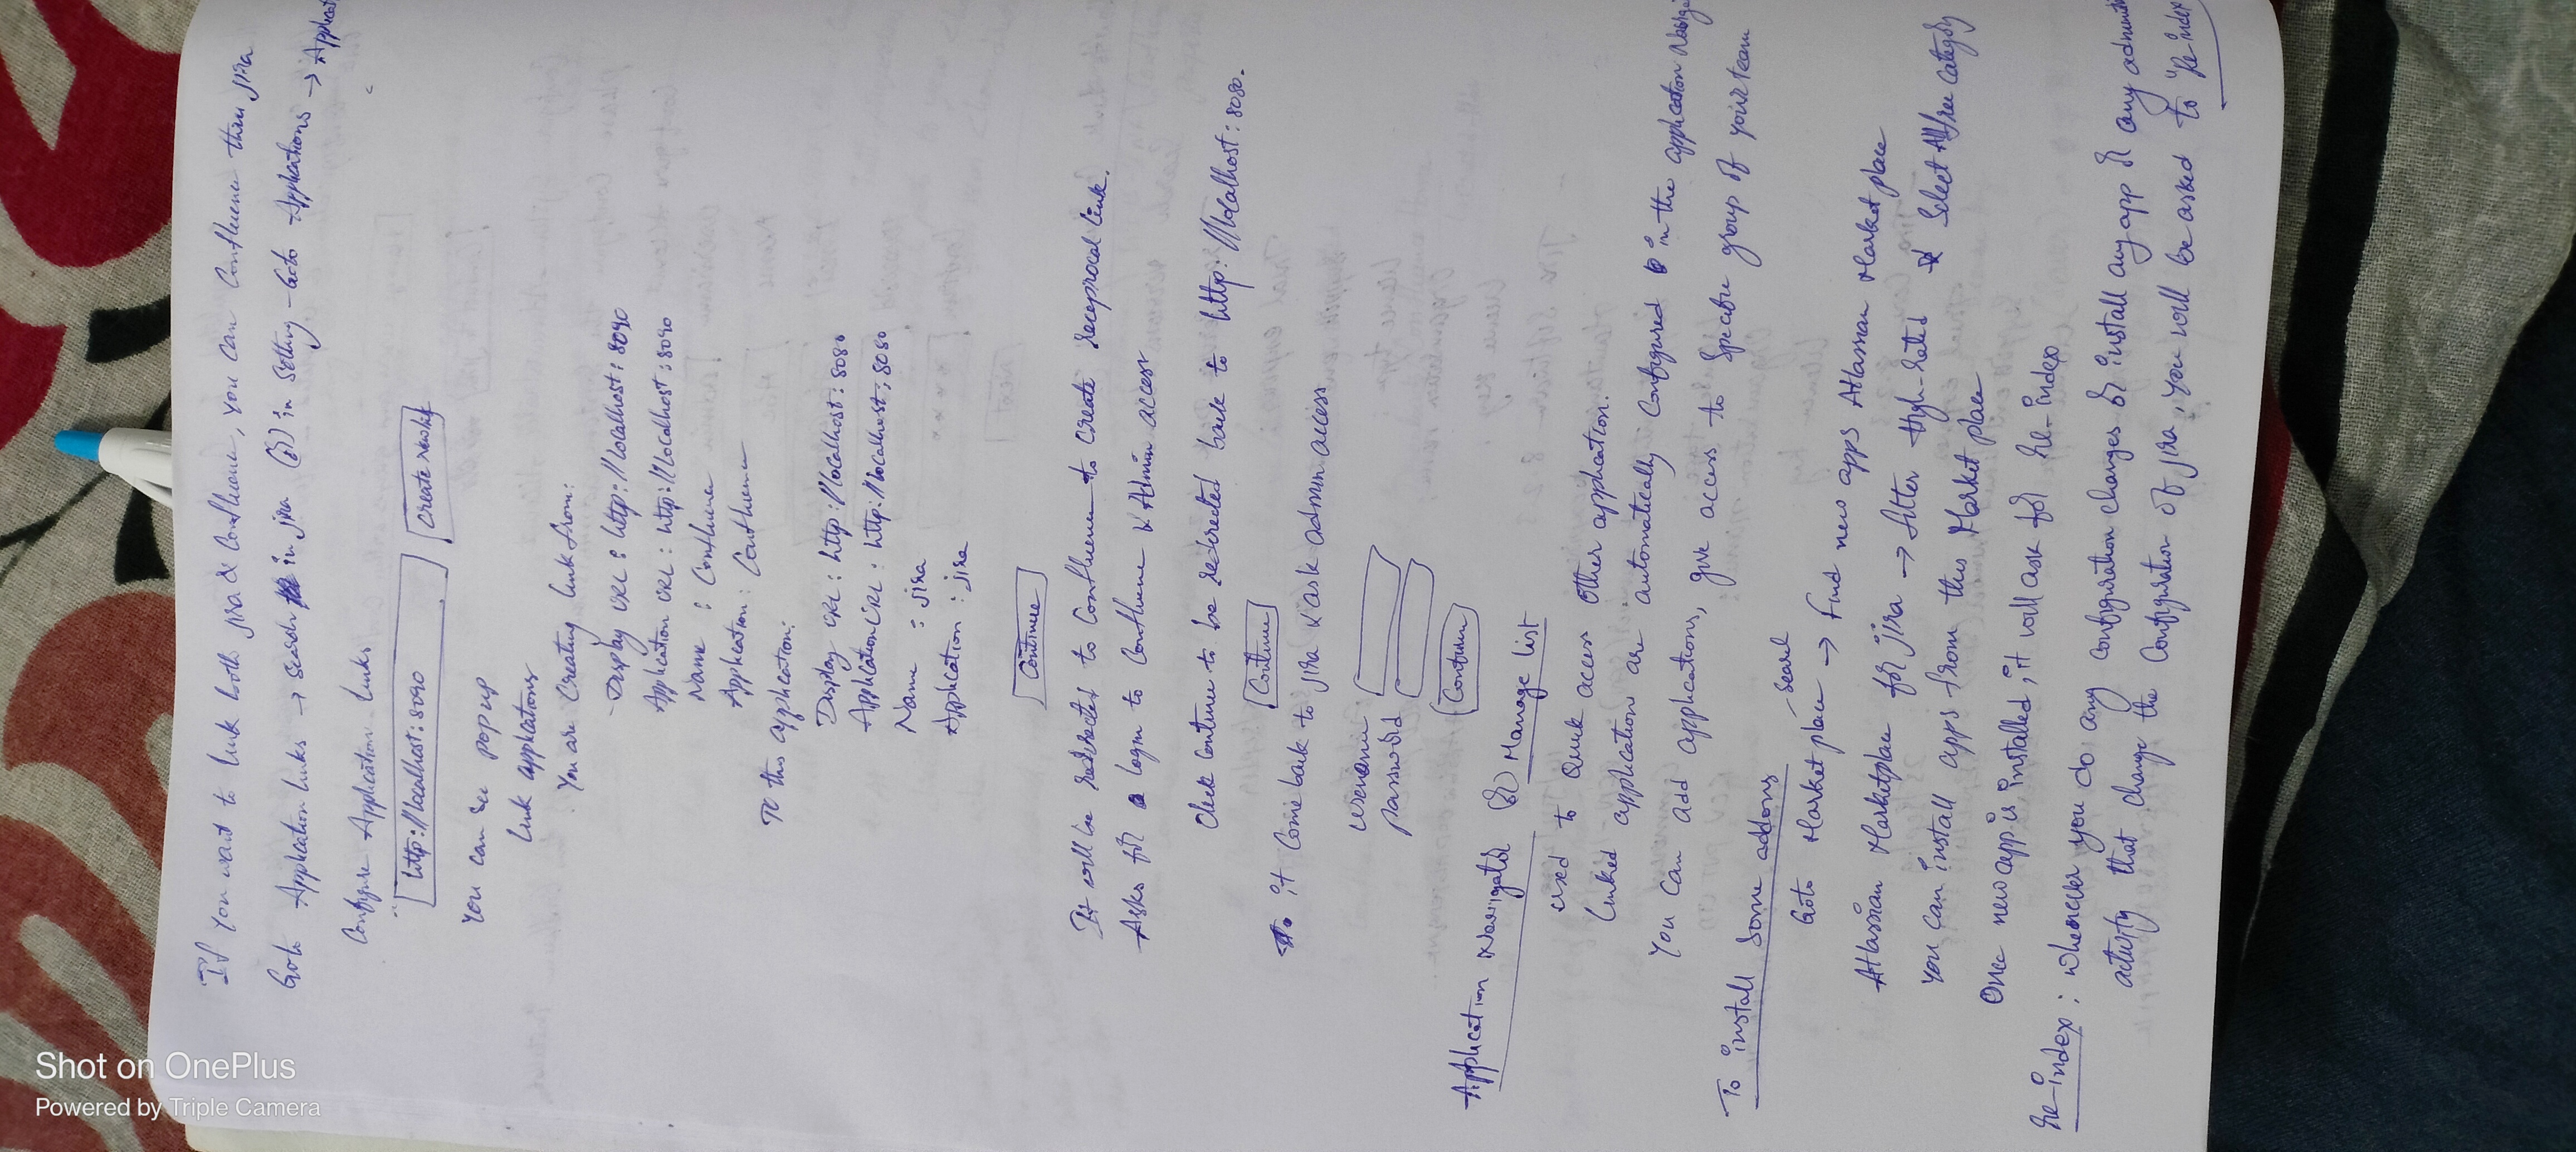 Shot on OnePlus
Powered by Triple Camera
If you want to link both jira & Confluence, you can Confluence thru jira
Goto Application links → search in jira (or) in Setting - Goto Applications → Applicat
Configure Application links
http://localhost:8090 Create New link
You can see pop up
Link applications
You are Creating link from:
Display URL : http://localhost:8090
Application URL : http://localhost:8090
Name : Confluence
Application : Confluence
To this application:
Display URL : http://localhost:8080
Application URL : http://localhost:8080
Name : jira
Application : jira
Continue
It will be redirected to Confluence to Create reciprocal link.
Asks for a login to Confluence & Admin access
Click Continue to be redirected back to http://localhost:8080.
Continue
it Come back to jira & ask admin access
username
password
Confirm
Application Navigator (or) Manage list
used to Quick access Other application.
Linked application are automatically Configured in the application Naviga
You can add applications, give access to Specific group of your team
To install Some addons
search
Goto Market place → Find new apps Atlassian Market place
Atlassian Marketplace for jira → filter High-rated & Select All free category
You can install apps from this Market place
Once new app is installed, it will ask for Re-index
Re-index : whenever you do any configuration changes or install any app or any administ
activity that change the Configuration of jira, you will be asked to "Re-index